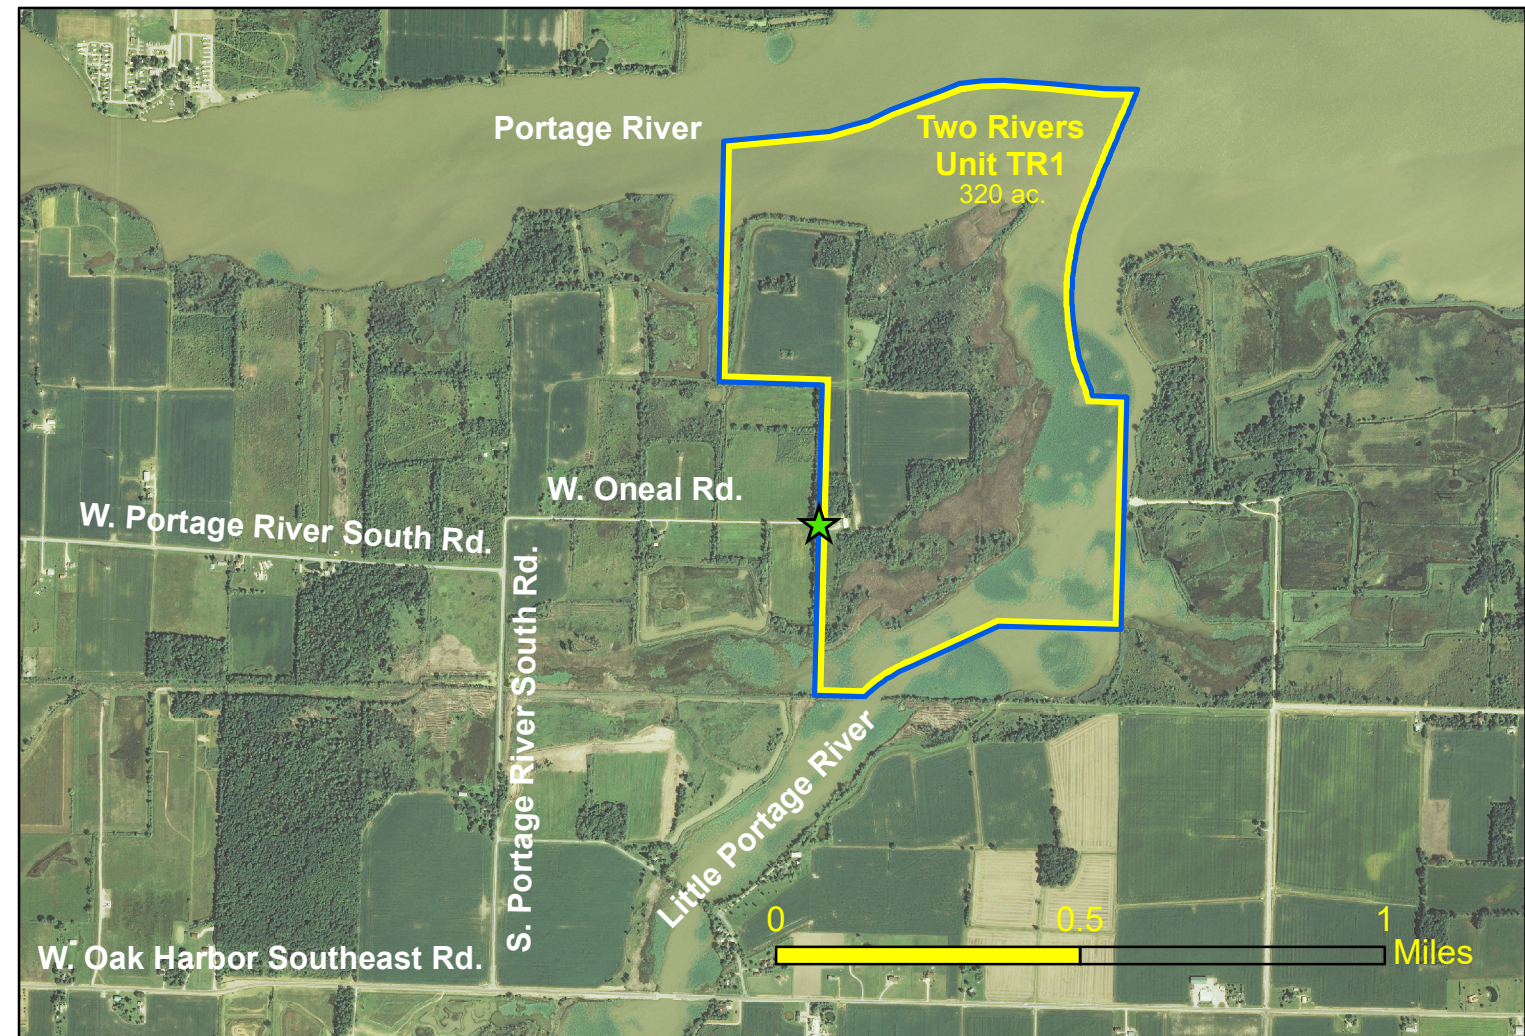 Portage River
Two Rivers
Unit TR1
320 ac.
W. Oneal Rd.
W. Portage River South Rd.
S. Portage River South Rd.
Little Portage River
W. Oak Harbor Southeast Rd.
0 0.5 1
Miles